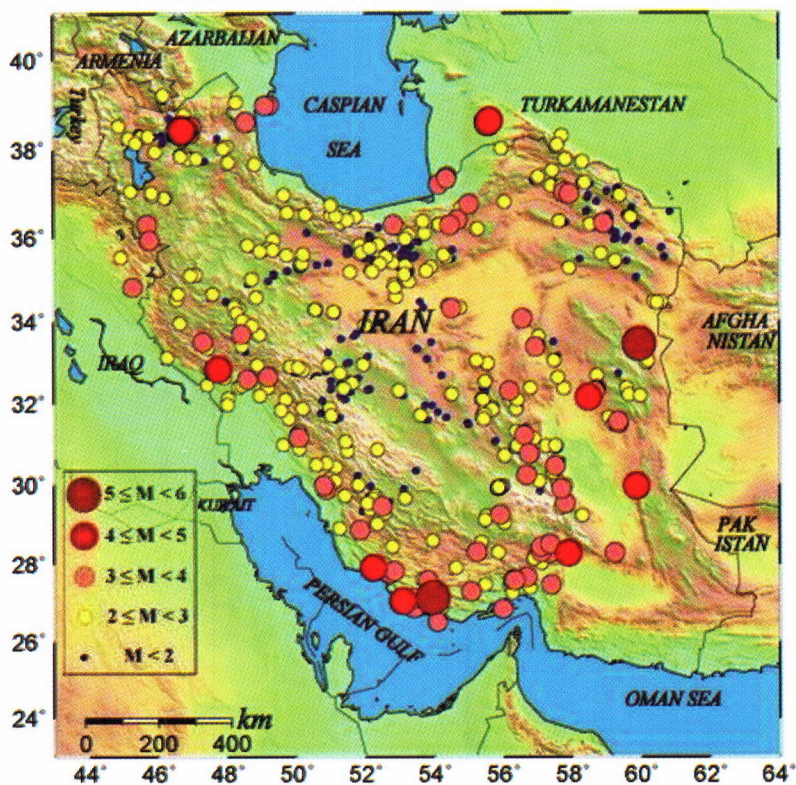 AZARBAIJAN
ARMENIA
Turkey
CASPIAN
SEA
TURKAMANESTAN
IRAN
AFGHA
NISTAN
IRAQ
KUWAIT
PAK
ISTAN
PERSIAN GULF
OMAN SEA
5 ≤ M < 6
4 ≤ M < 5
3 ≤ M < 4
2 ≤ M < 3
M < 2
km
0 200 400
40°
38°
36°
34°
32°
30°
28°
26°
24°
44° 46° 48° 50° 52° 54° 56° 58° 60° 62° 64°